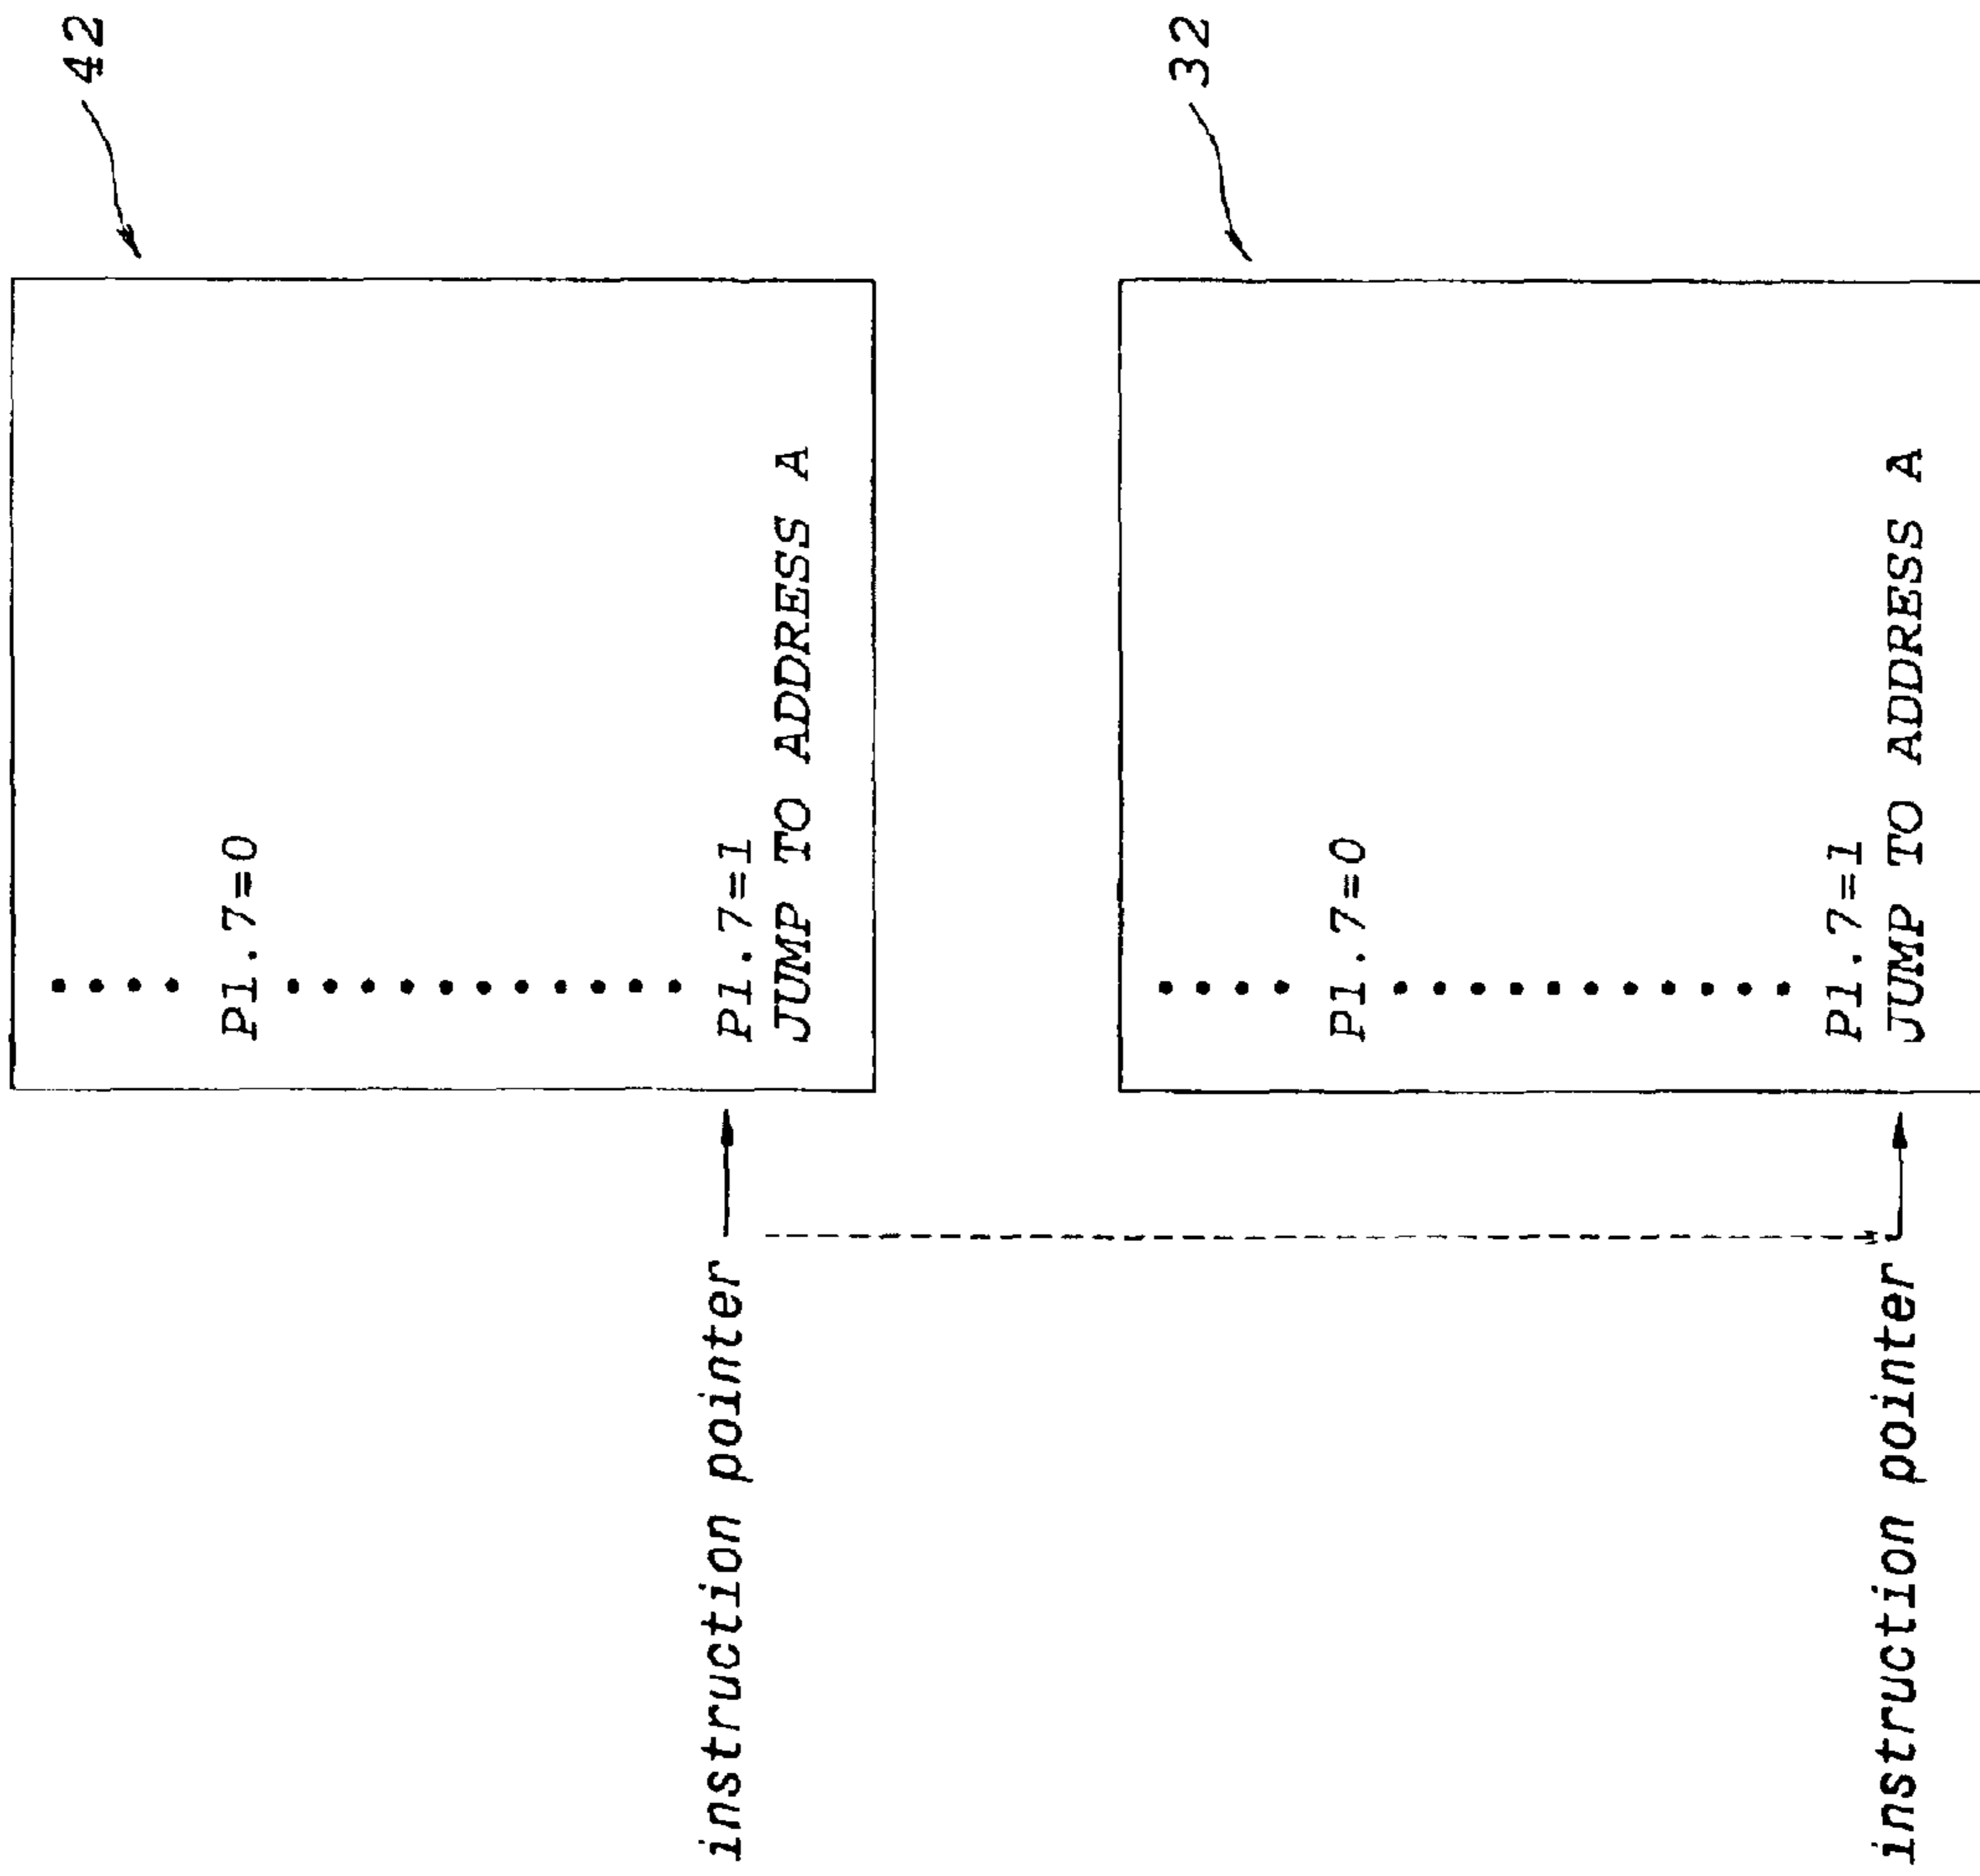 42
....
P1.7=0
...........
instruction pointer
P1.7=1
JUMP TO ADDRESS A
32
....
P1.7=0
...........
P1.7=1
instruction pointer
JUMP TO ADDRESS A